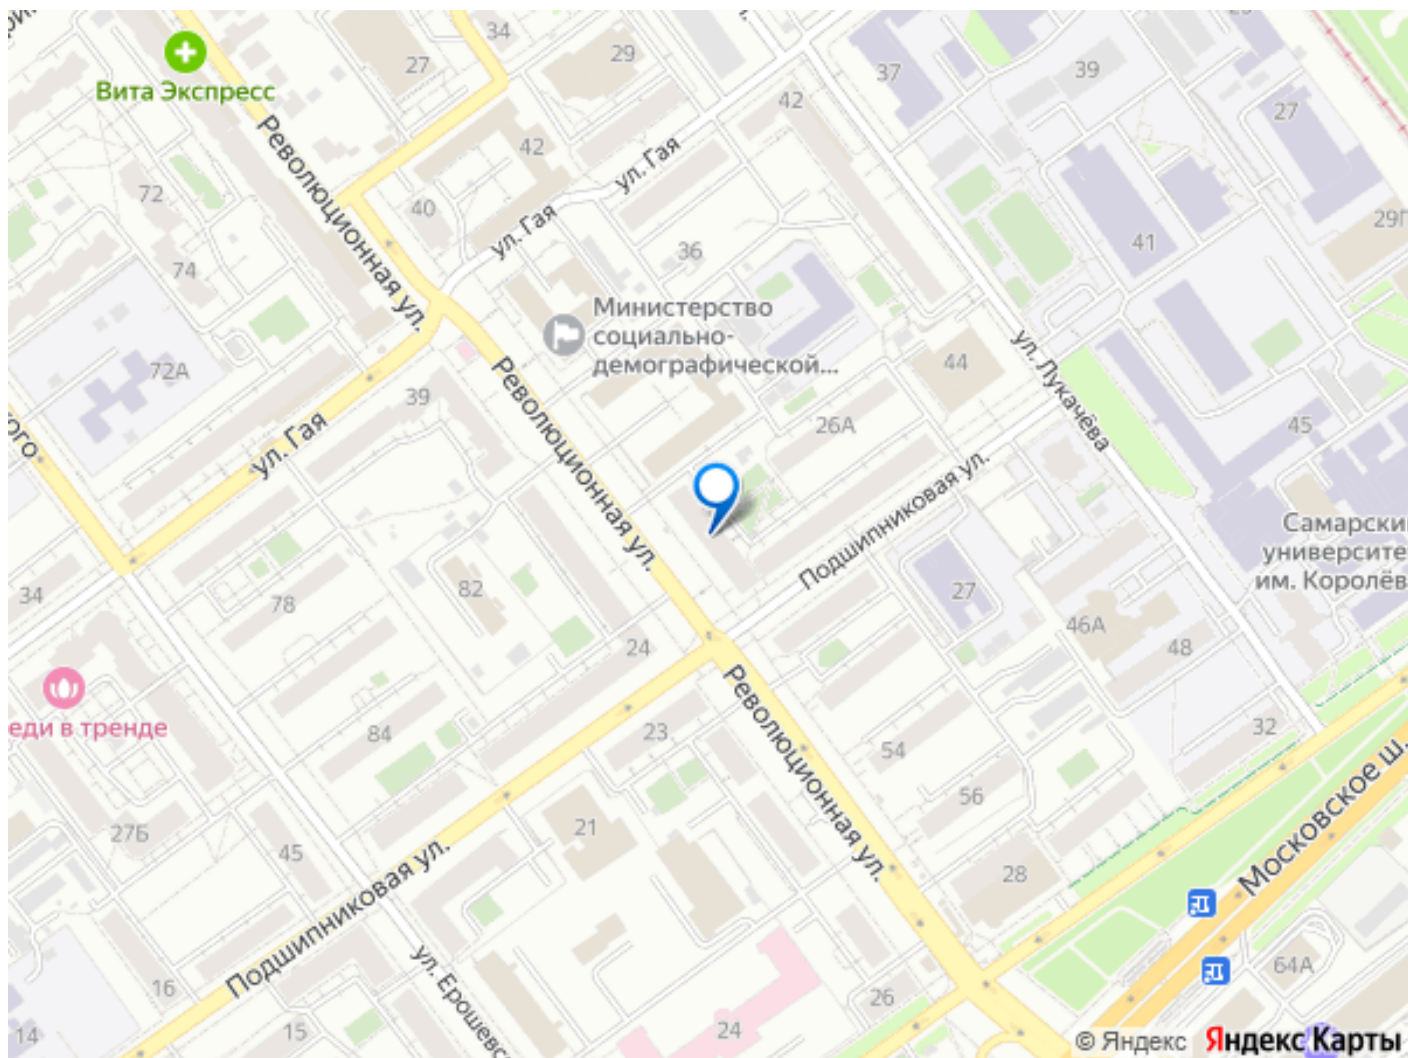 34
27
29
37
39
27
Вита Экспресс
42
42
72
40
ул. Гая
Революционная ул.
ул. Гая
36
41
29П
74
Министерство
социально-
демографической...
72А
39
44
ул. Лукачёва
Революционная ул.
26А
45
ул. Гая
Подшипниковая ул.
Самарски
университе
им. Королёв
34
78
82
27
46А
48
24
еди в тренде
84
23
Революционная ул.
54
32
56
Московское ш.
27Б
45
21
28
Подшипниковая ул.
16
64А
26
14
15
24
© Яндекс Яндекс Карты